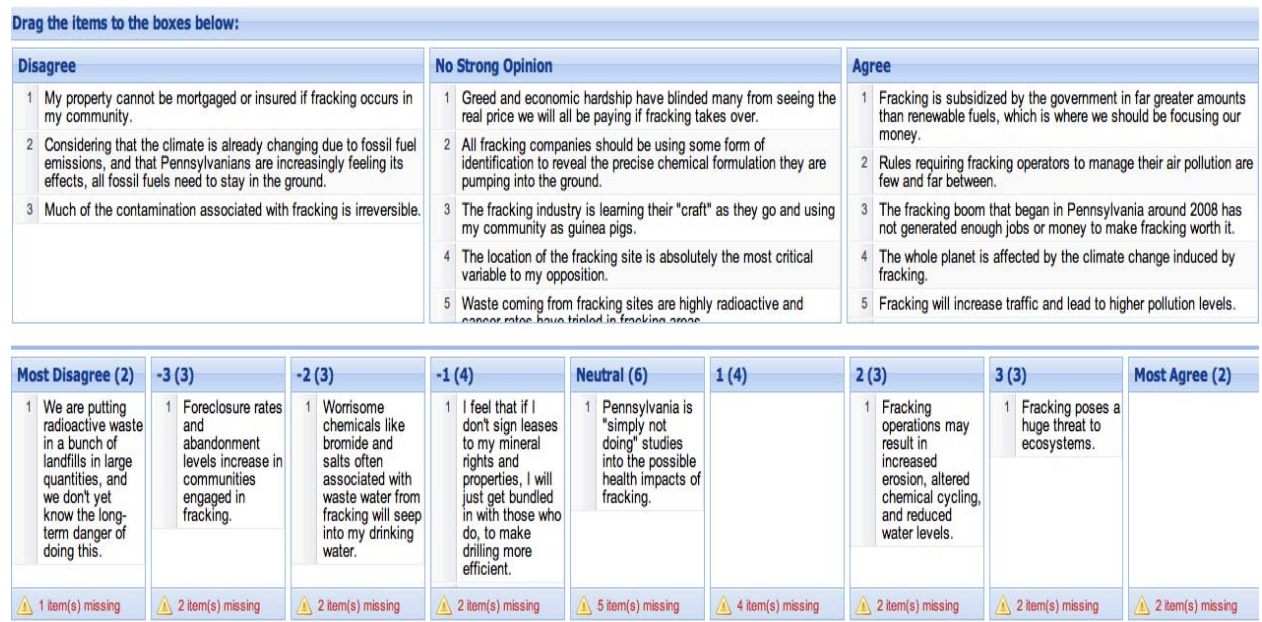 Drag the items to the boxes below:
Disagree
1 My property cannot be mortgaged or insured if fracking occurs in
my community.
2 Considering that the climate is already changing due to fossil fuel
emissions, and that Pennsylvanians are increasingly feeling its
effects, all fossil fuels need to stay in the ground.
3 Much of the contamination associated with fracking is irreversible.
No Strong Opinion
1 Greed and economic hardship have blinded many from seeing the
real price we will all be paying if fracking takes over.
2 All fracking companies should be using some form of
identification to reveal the precise chemical formulation they are
pumping into the ground.
3 The fracking industry is learning their "craft" as they go and using
my community as guinea pigs.
4 The location of the fracking site is absolutely the most critical
variable to my opposition.
5 Waste coming from fracking sites are highly radioactive and
cancer rates have tripled in fracking areas
Agree
1 Fracking is subsidized by the government in far greater amounts
than renewable fuels, which is where we should be focusing our
money.
2 Rules requiring fracking operators to manage their air pollution are
few and far between.
3 The fracking boom that began in Pennsylvania around 2008 has
not generated enough jobs or money to make fracking worth it.
4 The whole planet is affected by the climate change induced by
fracking.
5 Fracking will increase traffic and lead to higher pollution levels.
Most Disagree (2)
1 We are putting
radioactive waste
in a bunch of
landfills in large
quantities, and
we don't yet
know the long-
term danger of
doing this.
1 item(s) missing
-3 (3)
1 Foreclosure rates
and
abandonment
levels increase in
communities
engaged in
fracking.
2 item(s) missing
-2 (3)
1 Worrisome
chemicals like
bromide and
salts often
associated with
waste water from
fracking will seep
into my drinking
water.
2 item(s) missing
-1 (4)
1 I feel that if I
don't sign leases
to my mineral
rights and
properties, I will
just get bundled
in with those who
do, to make
drilling more
efficient.
2 item(s) missing
Neutral (6)
1 Pennsylvania is
"simply not
doing" studies
into the possible
health impacts of
fracking.
5 item(s) missing
1 (4)
4 item(s) missing
2 (3)
1 Fracking
operations may
result in
increased
erosion, altered
chemical cycling,
and reduced
water levels.
2 item(s) missing
3 (3)
1 Fracking poses a
huge threat to
ecosystems.
2 item(s) missing
Most Agree (2)
2 item(s) missing